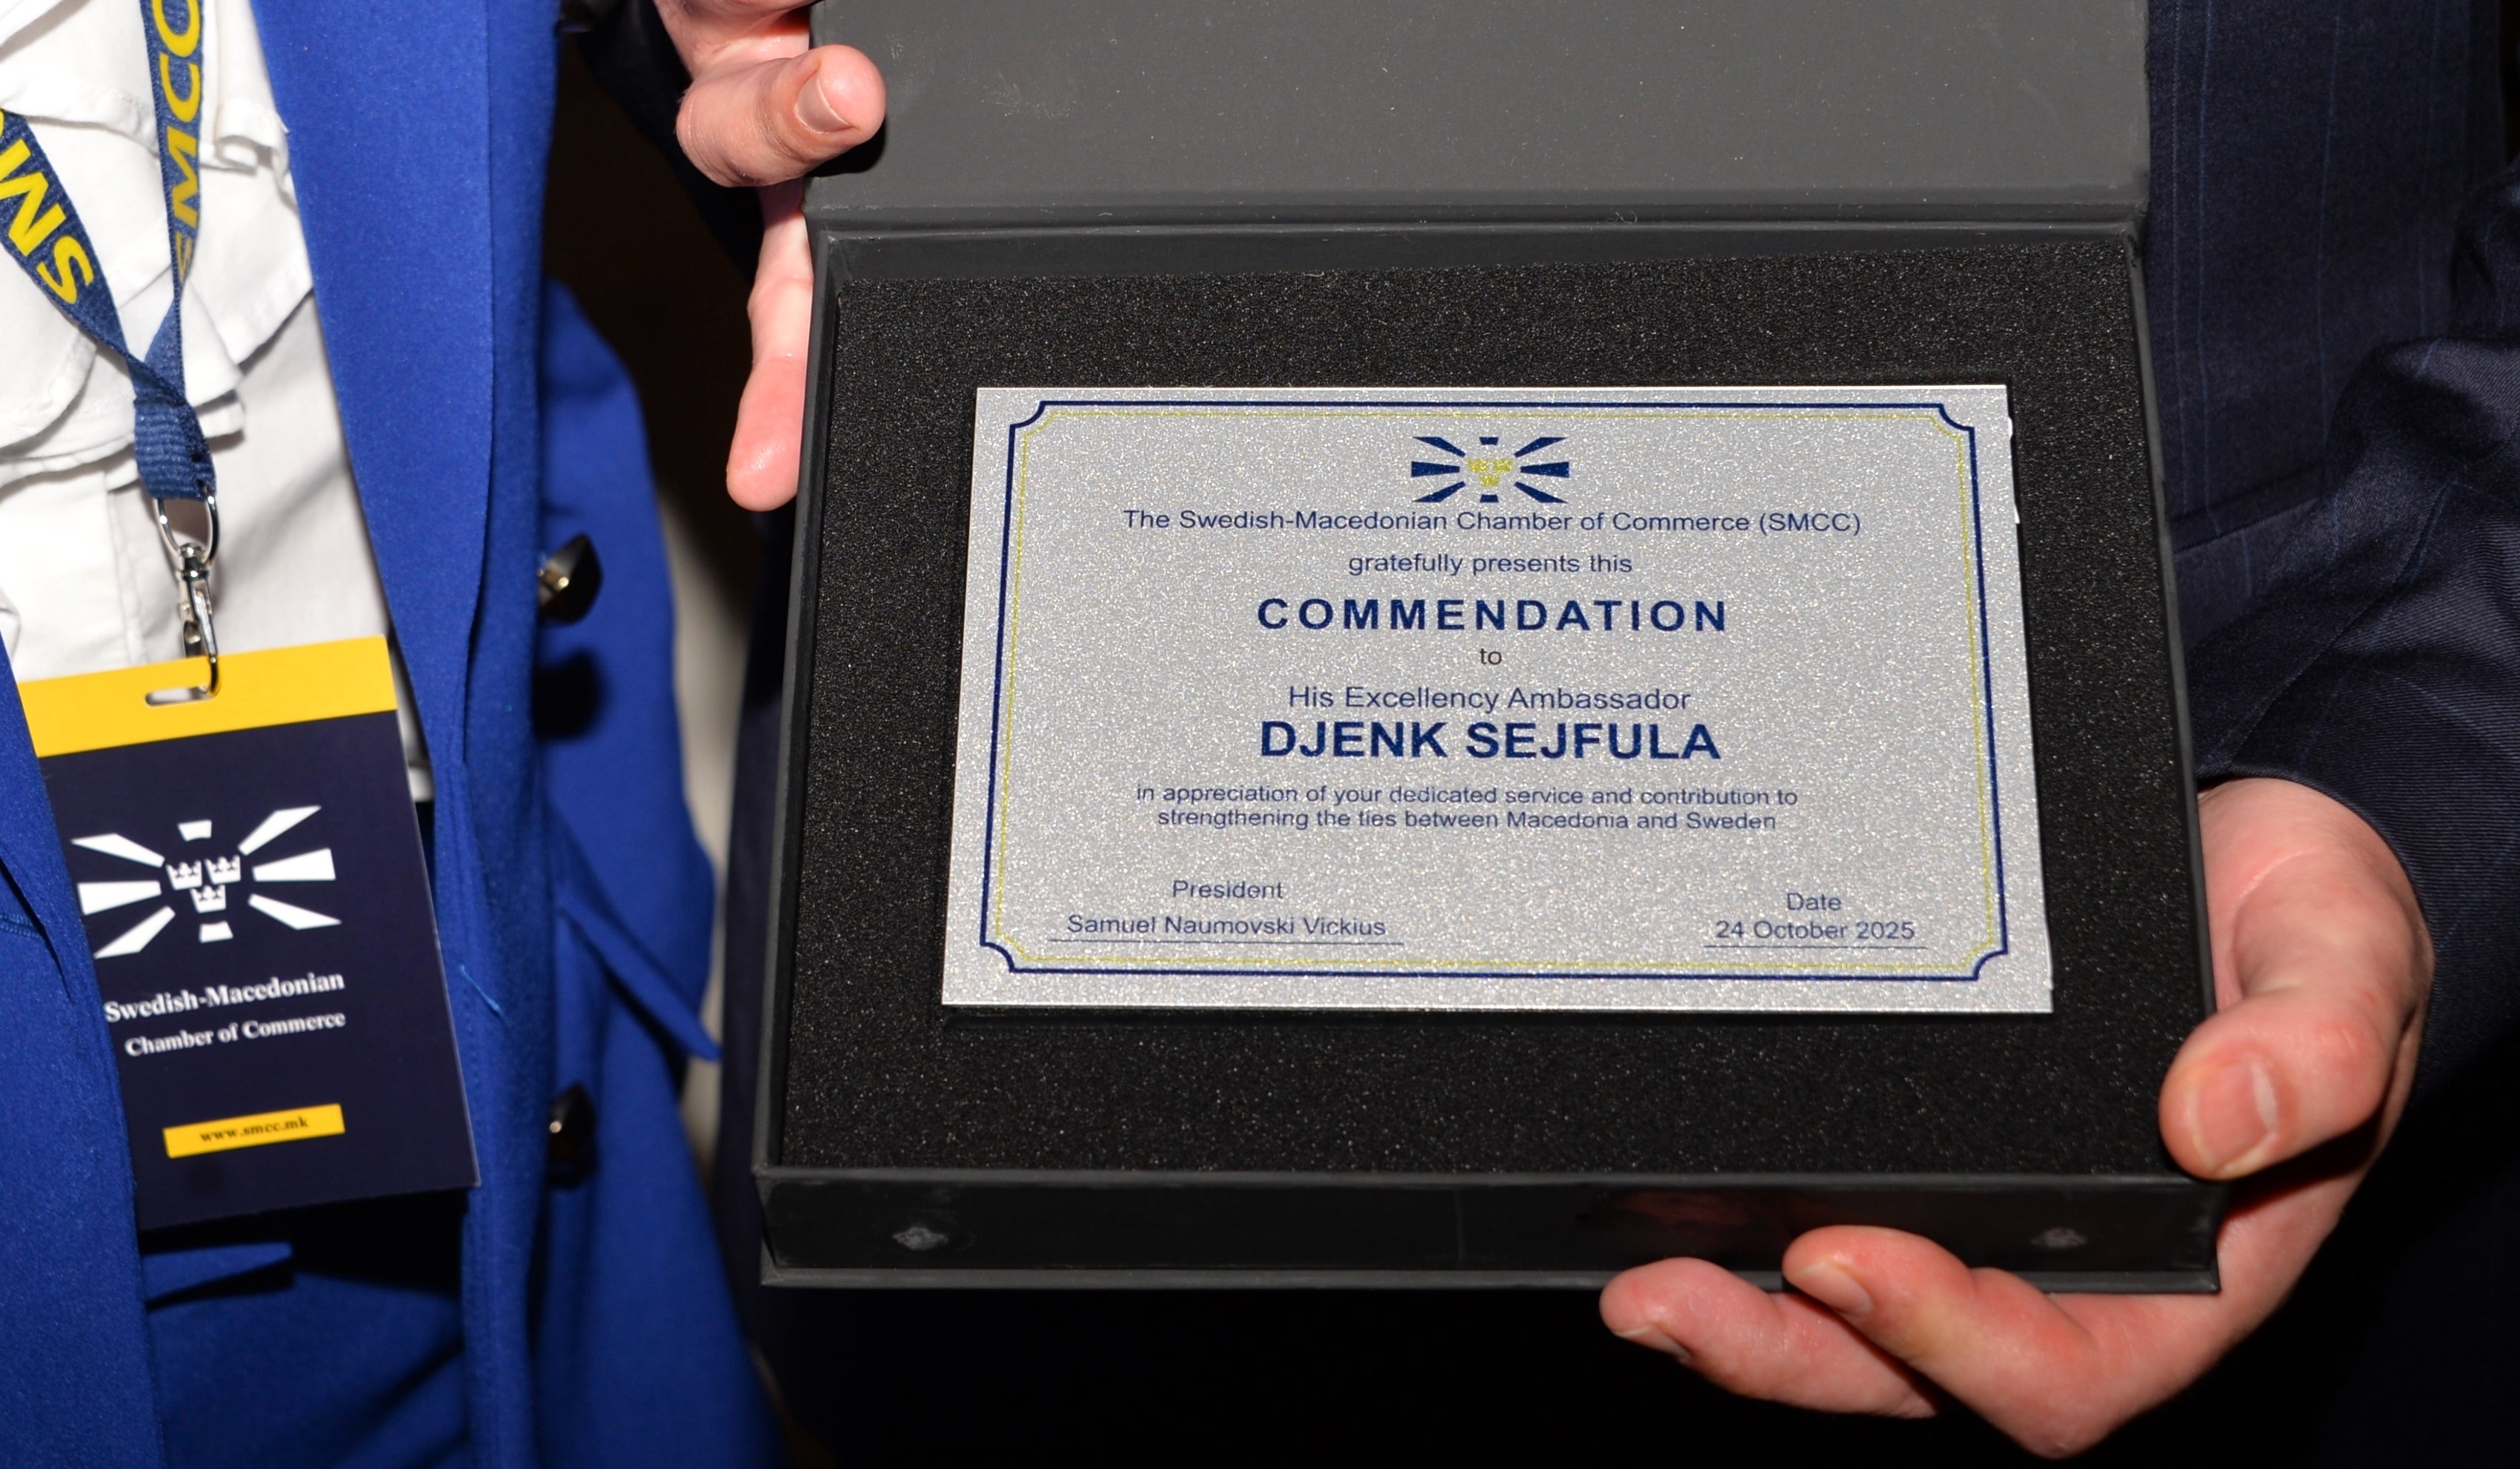 SMCC
SM
Swedish-Macedonian
Chamber of Commerce
www.smcc.mk
The Swedish-Macedonian Chamber of Commerce (SMCC)
gratefully presents this
COMMENDATION
to
His Excellency Ambassador
DJENK SEJFULA
in appreciation of your dedicated service and contribution to
strengthening the ties between Macedonia and Sweden
President
Samuel Naumovski Vickius
Date
24 October 2025